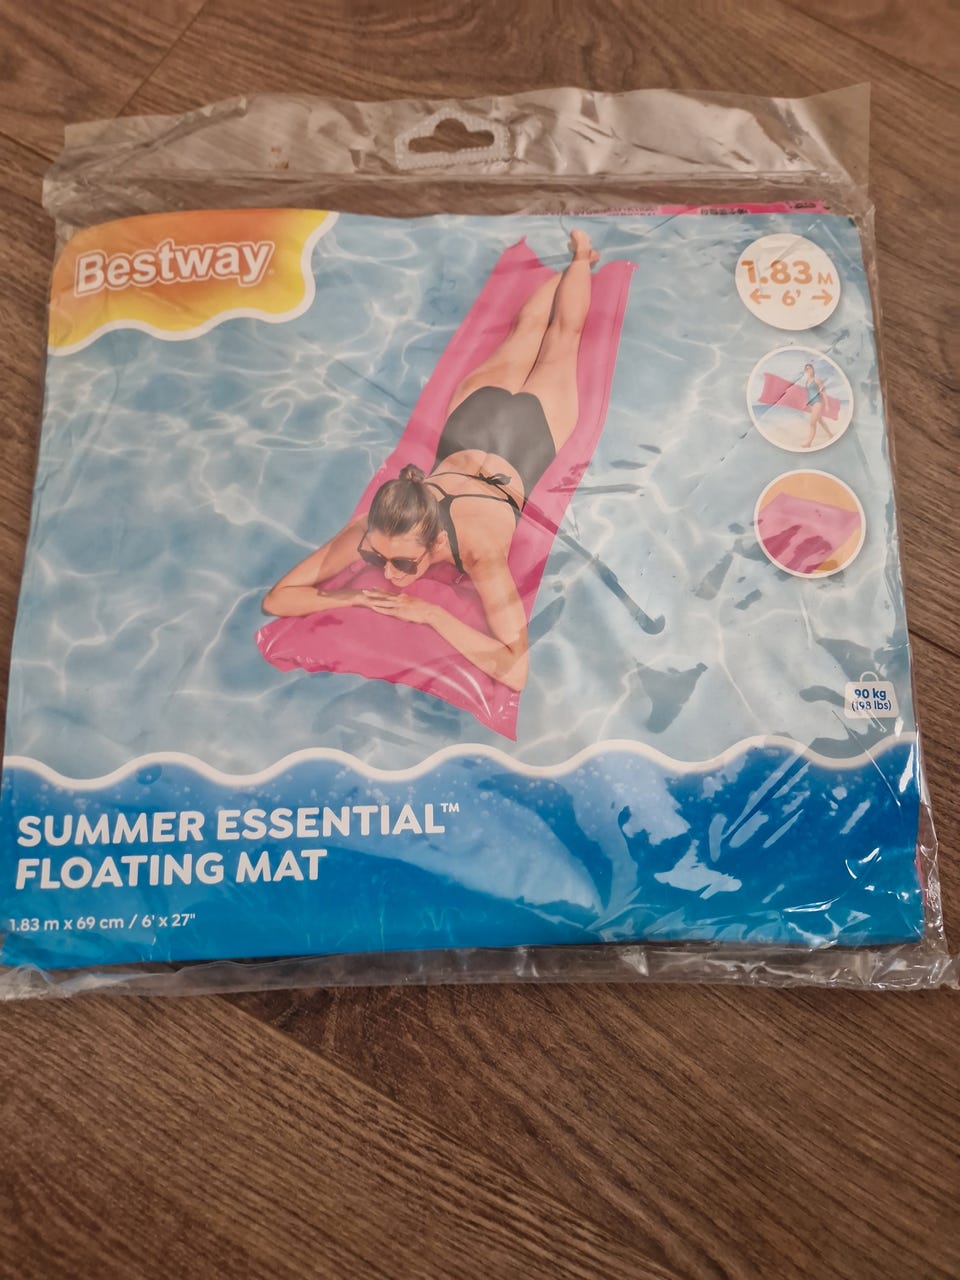 Bestway
1.83 M
6'
90 kg
(198 lbs)
SUMMER ESSENTIAL™
FLOATING MAT
1.83 m x 69 cm / 6' x 27"